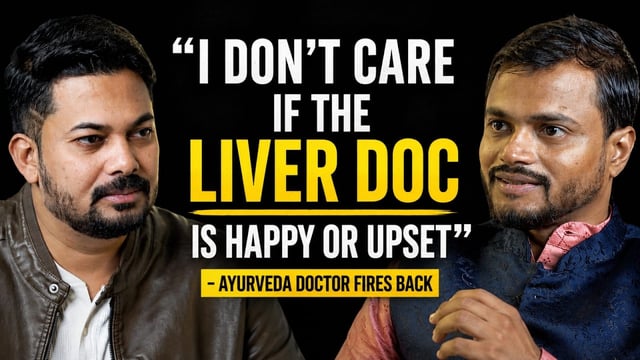 “I DON’T CARE
IF THE
LIVER DOC
IS HAPPY OR UPSET”
- AYURVEDA DOCTOR FIRES BACK